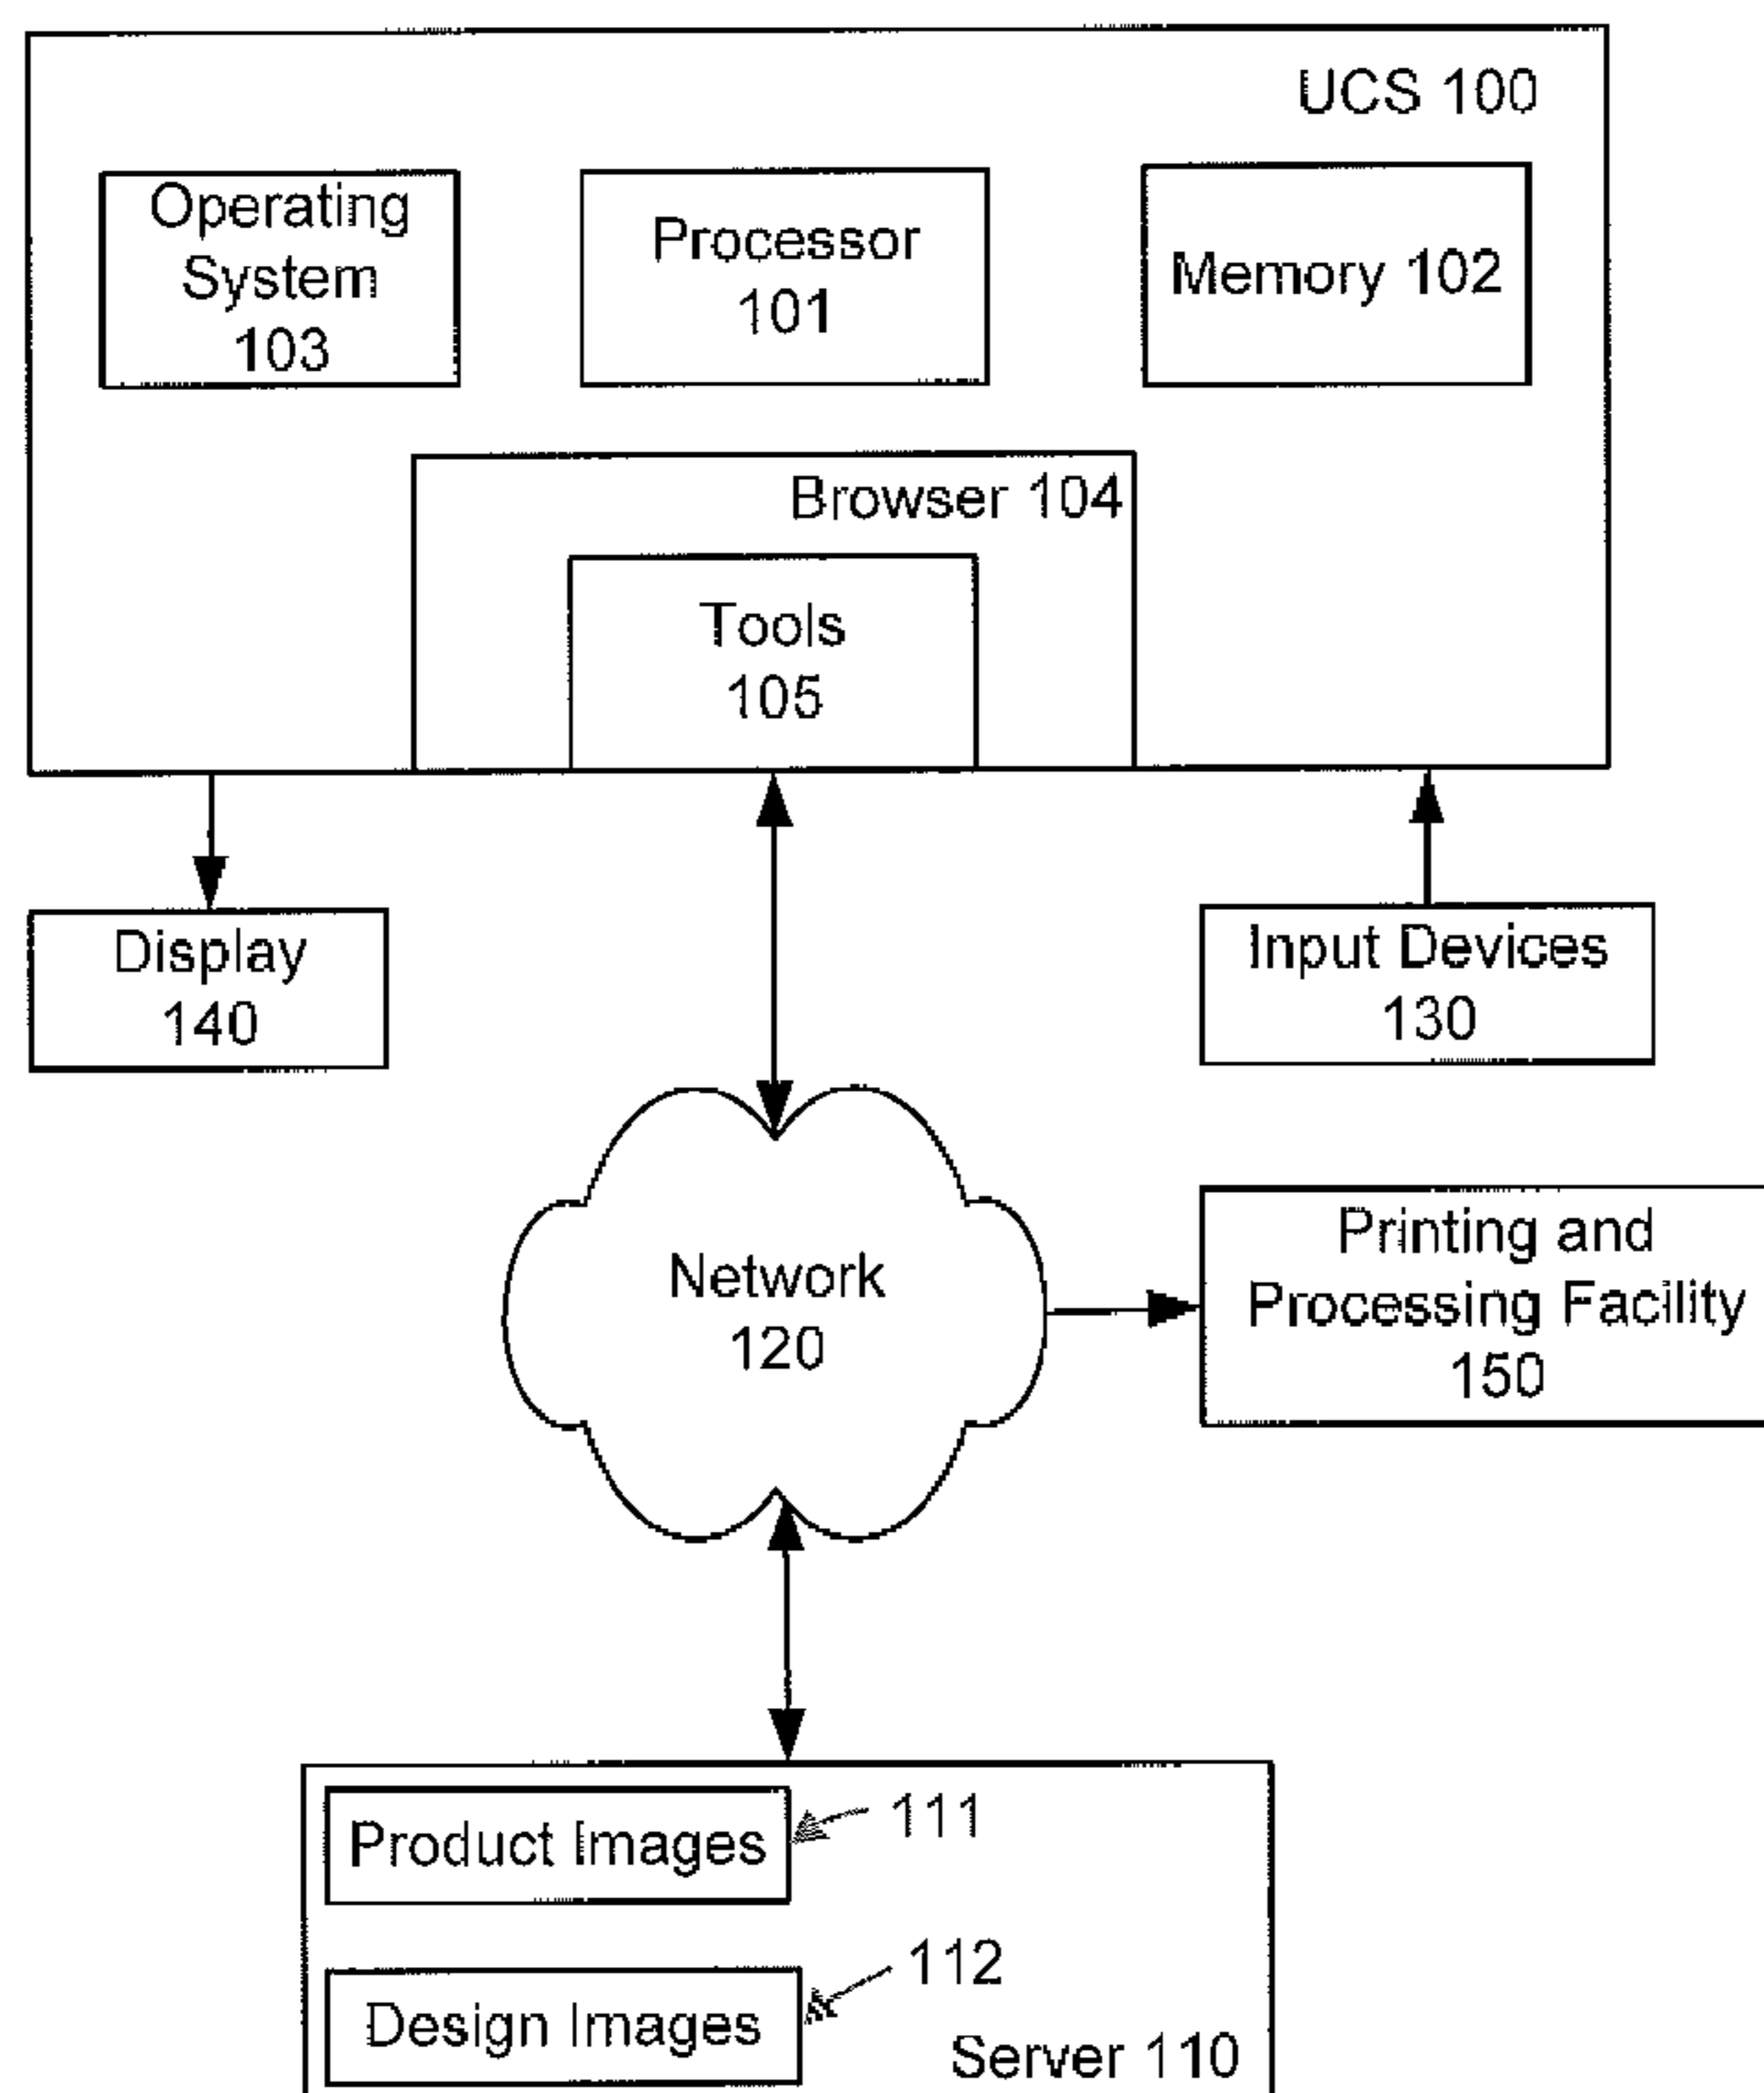 UCS 100
Operating
System
103
Processor
101
Memory 102
Browser 104
Tools
105
Display
140
Input Devices
130
Network
120
Printing and
Processing Facility
150
Product Images
111
Design Images
112
Server 110